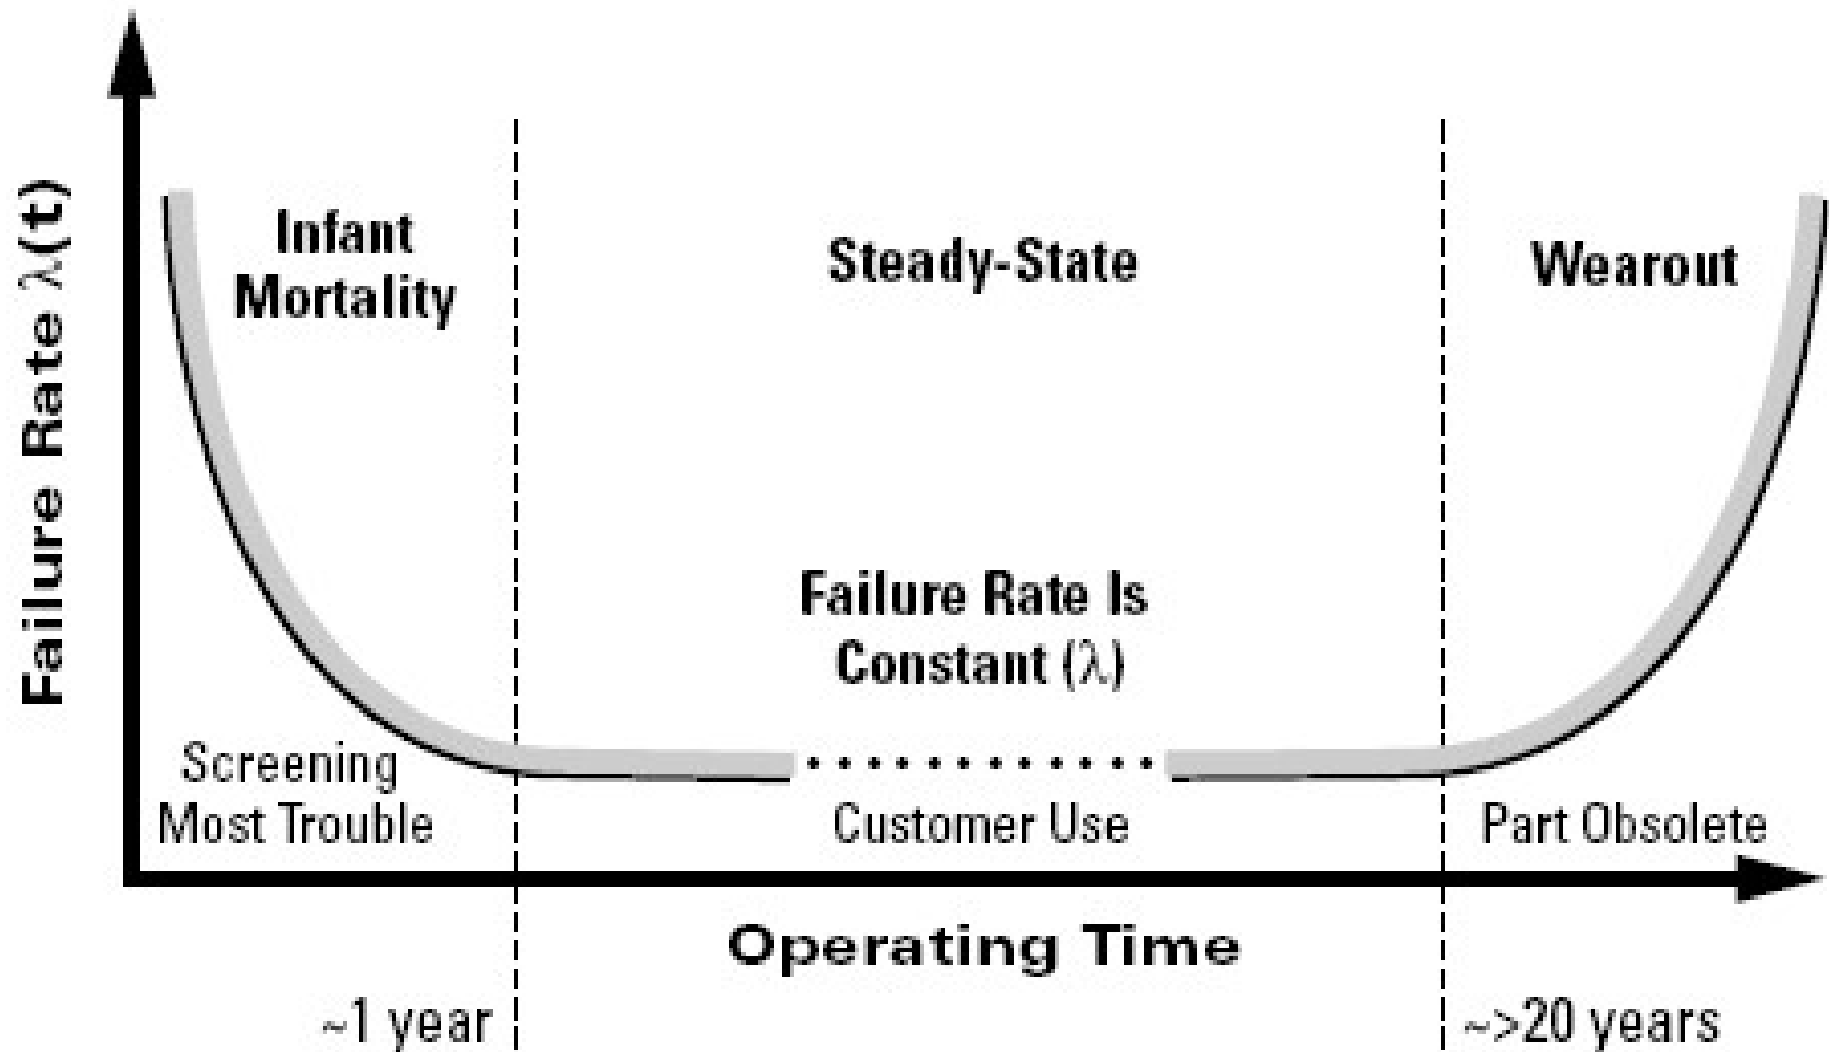 Failure Rate λ(t)
Infant
Mortality
Steady-State
Wearout
Failure Rate Is
Constant (λ)
Screening
Most Trouble
Customer Use
Part Obsolete
Operating Time
~1 year
~>20 years